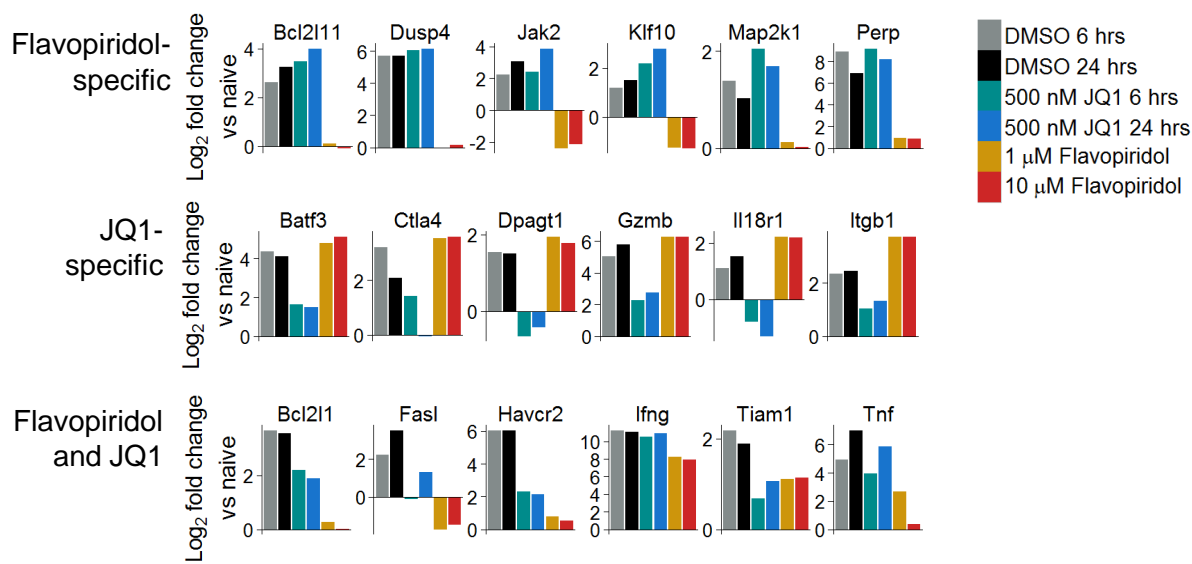 Flavopiridol-
specific
Log2 fold change
vs naive
Bcl2l11
4
2
0
Dusp4
6
4
2
0
Jak2
4
2
0
-2
Klf10
2
0
Map2k1
2
0
Perp
8
6
4
2
0
DMSO 6 hrs
DMSO 24 hrs
500 nM JQ1 6 hrs
500 nM JQ1 24 hrs
1 μM Flavopiridol
10 μM Flavopiridol
JQ1-
specific
Log2 fold change
vs naive
Batf3
4
2
0
Ctla4
2
0
Dpagt1
2
0
Gzmb
6
4
2
0
Il18r1
2
0
Itgb1
2
0
Flavopiridol
and JQ1
Log2 fold change
vs naive
Bcl2l1
2
0
Fasl
2
0
Havcr2
6
4
2
0
Ifng
10
8
6
4
2
0
Tiam1
2
0
Tnf
6
4
2
0